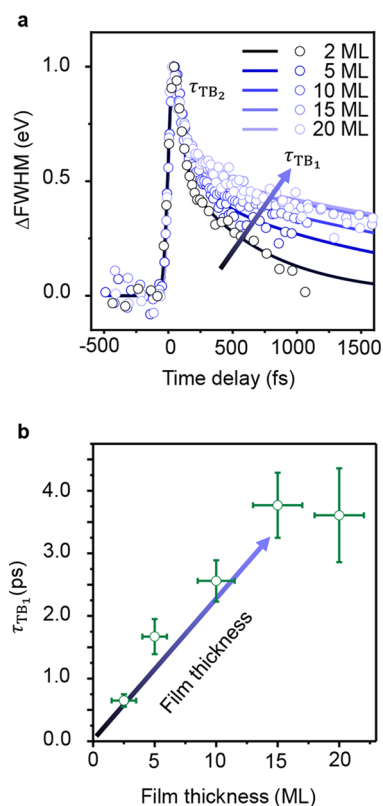 a
ΔFWHM (eV)
1.0
0.5
0.0
τTB2
2 ML
5 ML
10 ML
15 ML
20 ML
τTB1
-500
0
500
1000
1500
Time delay (fs)
b
τTB1(ps)
4.0
3.0
2.0
1.0
0
Film thickness
0
5
10
15
20
Film thickness (ML)